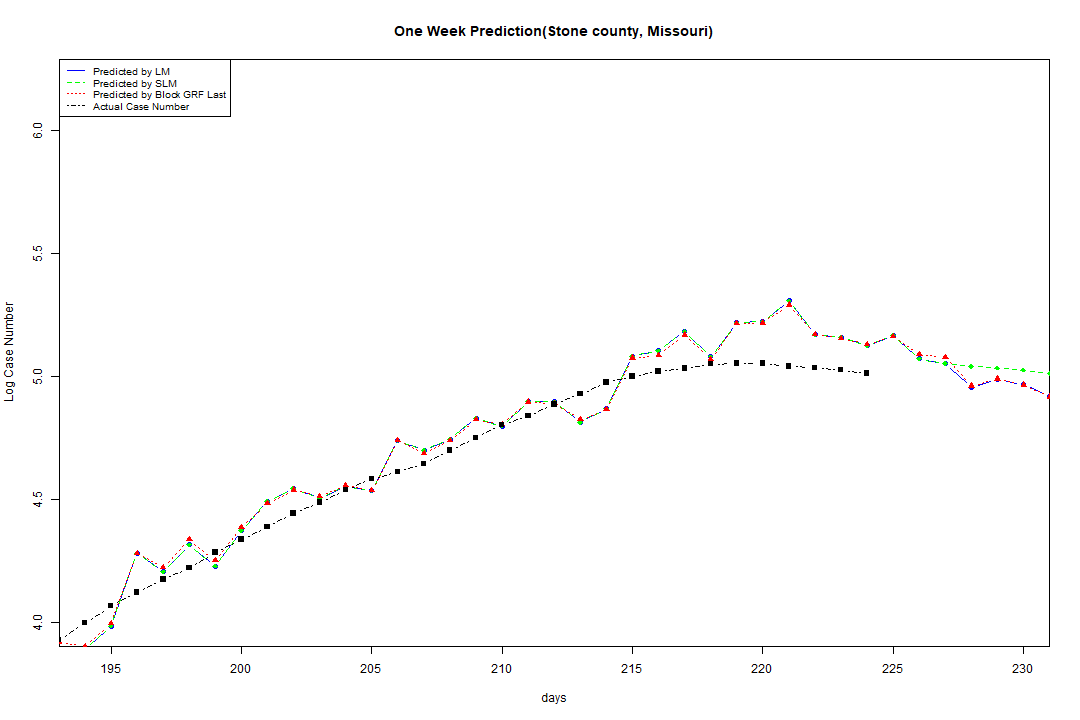 One Week Prediction(Stone county, Missouri)
Predicted by LM
Predicted by SLM
Predicted by Block GRF Last
Actual Case Number
6.0
5.5
5.0
4.5
4.0
Log Case Number
195 200 205 210 215 220 225 230
days